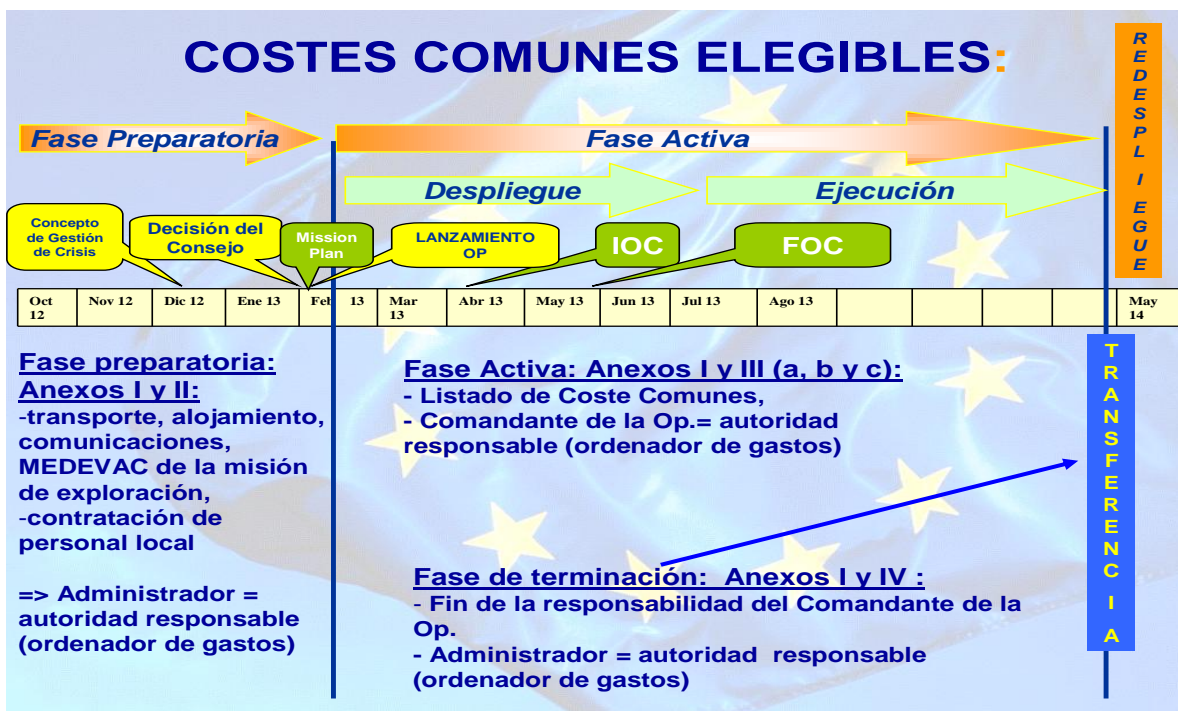 COSTES COMUNES ELEGIBLES:
REDESPLIEGUE
Fase Preparatoria
Fase Activa
Despliegue
Ejecución
Concepto
de Gestión
de Crisis
Decisión del
Consejo
Mission
Plan
LANZAMIENTO
OP
IOC
FOC
Oct
12
Nov 12
Dic 12
Ene 13
Feb 13
Mar
13
Abr 13
May 13
Jun 13
Jul 13
Ago 13
May
14
Fase preparatoria:
Anexos I y II:
-transporte, alojamiento,
comunicaciones,
MEDEVAC de la misión
de exploración,
-contratación de
personal local
=> Administrador =
autoridad responsable
(ordenador de gastos)
Fase Activa: Anexos I y III (a, b y c):
- Listado de Coste Comunes,
- Comandante de la Op.= autoridad
responsable (ordenador de gastos)
Fase de terminación: Anexos I y IV :
- Fin de la responsabilidad del Comandante de la
Op.
- Administrador = autoridad responsable
(ordenador de gastos)
TRANSFERENCIA